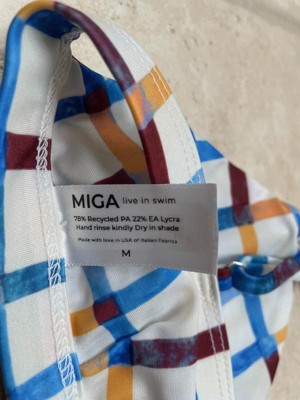 MIGA live in swim
78% Recycled PA 22% EA Lycra
Hand rinse kindly Dry in shade
Made with love in USA of Italian Fabrics
M